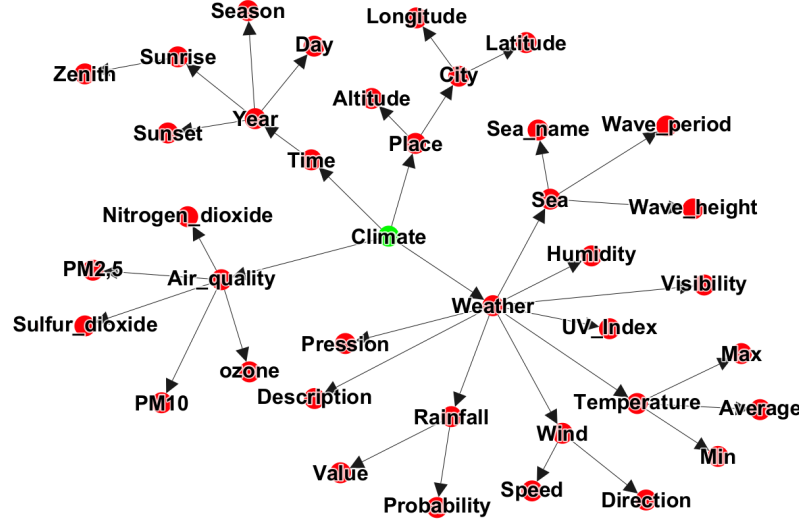 Season
Longitude
Day
Latitude
Sunrise
Zenith
City
Altitude
Year
Sunset
Sea_name
Wave_period
Place
Time
Sea
Wave_height
Nitrogen_dioxide
Climate
Humidity
PM2,5
Air_quality
Visibility
Weather
Sulfur_dioxide
UV_Index
Pression
Max
ozone
Description
PM10
Temperature
Average
Rainfall
Wind
Min
Value
Speed
Direction
Probability